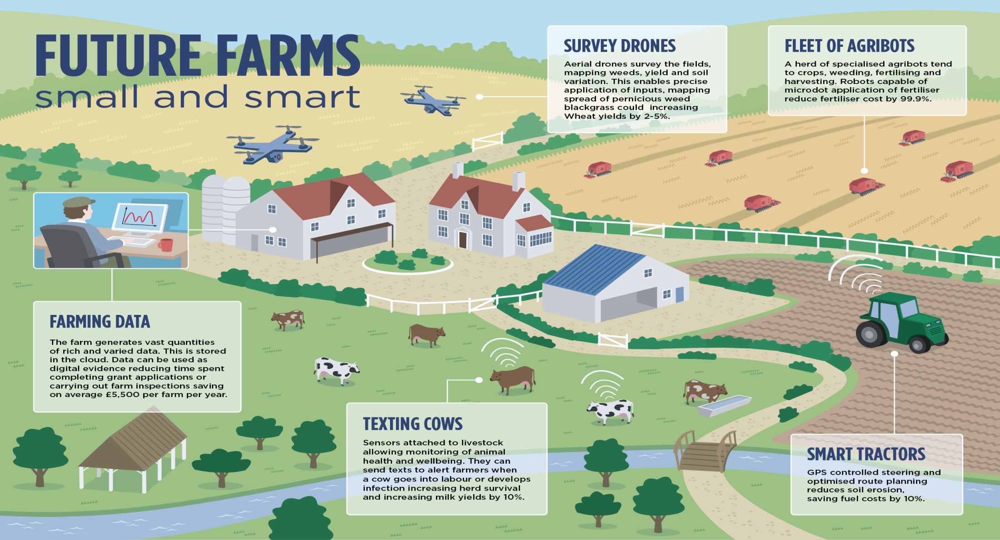 FUTURE FARMS
small and smart
SURVEY DRONES
Aerial drones survey the fields,
mapping weeds, yield and soil
variation. This enables precise
application of inputs, mapping
spread of pernicious weed
blackgrass could  increasing
Wheat yields by 2-5%.
FLEET OF AGRIBOTS
A herd of specialised agribots tend
to crops, weeding, fertilising and
harvesting. Robots capable of
microdot application of fertiliser
reduce fertiliser cost by 99.9%.
FARMING DATA
The farm generates vast quantities
of rich and varied data. This is stored
in the cloud. Data can be used as
digital evidence reducing time spent
completing grant applications or
carrying out farm inspections saving
on average £5,500 per farm per year.
TEXTING COWS
Sensors attached to livestock
allowing monitoring of animal
health and wellbeing. They can
send texts to alert farmers when
a cow goes into labour or develops
infection increasing herd survival
and increasing milk yields by 10%.
SMART TRACTORS
GPS controlled steering and
optimised route planning
reduces soil erosion,
saving fuel costs by 10%.